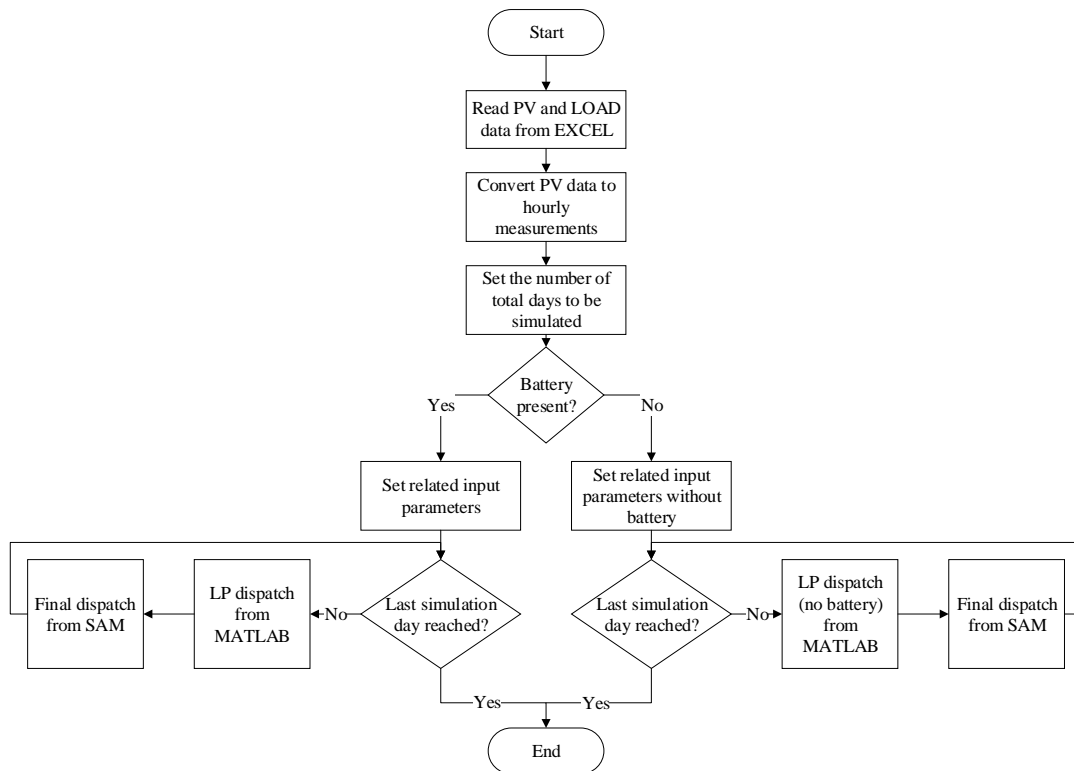 Start
Read PV and LOAD
data from EXCEL
Convert PV data to
hourly
measurements
Set the number of
total days to be
simulated
Battery
present?
Yes
No
Set related input
parameters
Set related input
parameters without
battery
Final dispatch
from SAM
LP dispatch
from
MATLAB
No
Last simulation
day reached?
Last simulation
day reached?
No
LP dispatch
(no battery)
from
MATLAB
Final dispatch
from SAM
Yes
Yes
End